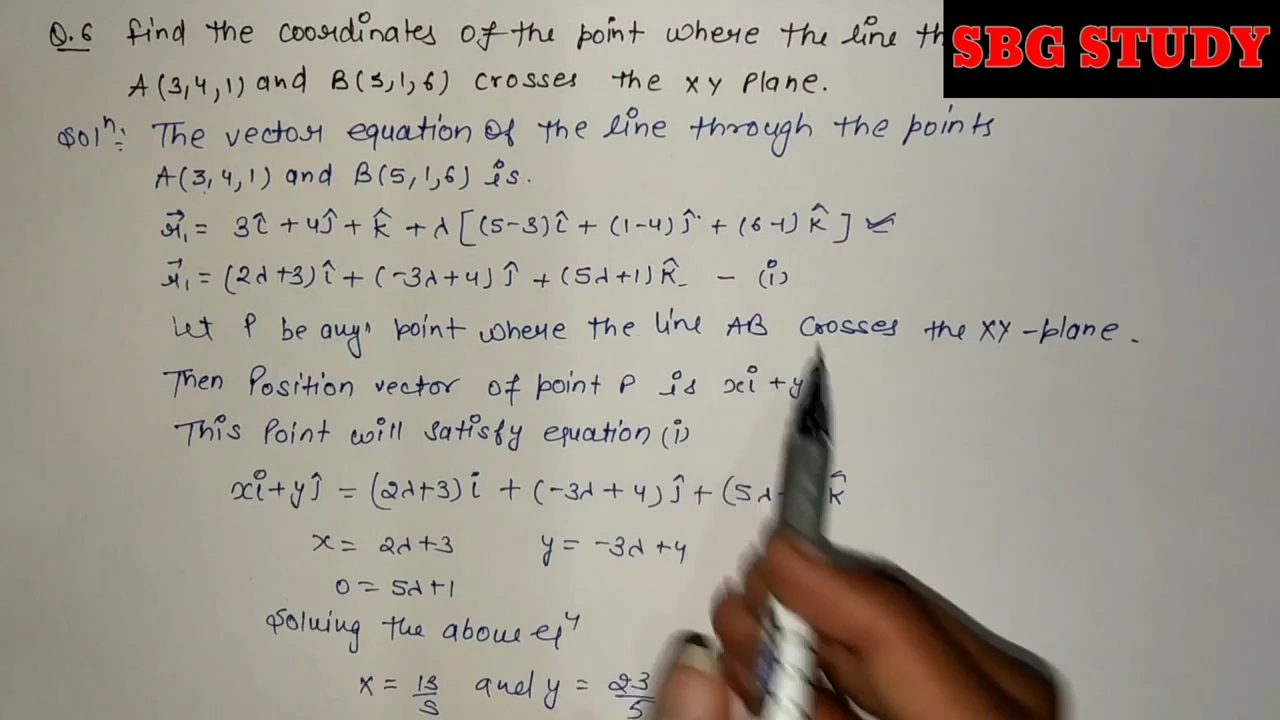 Q.6 find the coordinates of the point where the line th
SBG STUDY
A(3,4,1) and B(5,1,6) crosses the XY Plane.
Solⁿ: The vector equation of the line through the points
A(3,4,1) and B(5,1,6) is.
r⃗₁ = 3î + 4ĵ + k̂ + λ[(5-3)î + (1-4)ĵ + (6-1)k̂]
r⃗₁ = (2λ+3)î + (-3λ+4)ĵ + (5λ+1)k̂ - (i)
Let P be any point where the line AB crosses the XY-plane.
Then Position vector of point P is xi + y
This Point will satisfy equation (i)
xi + yĵ = (2λ+3)î + (-3λ+4)ĵ + (5λ k̂
x = 2λ+3 y = -3λ+4
0 = 5λ+1
Solving the above eqⁿ
x = 13/5 and y = 23/5